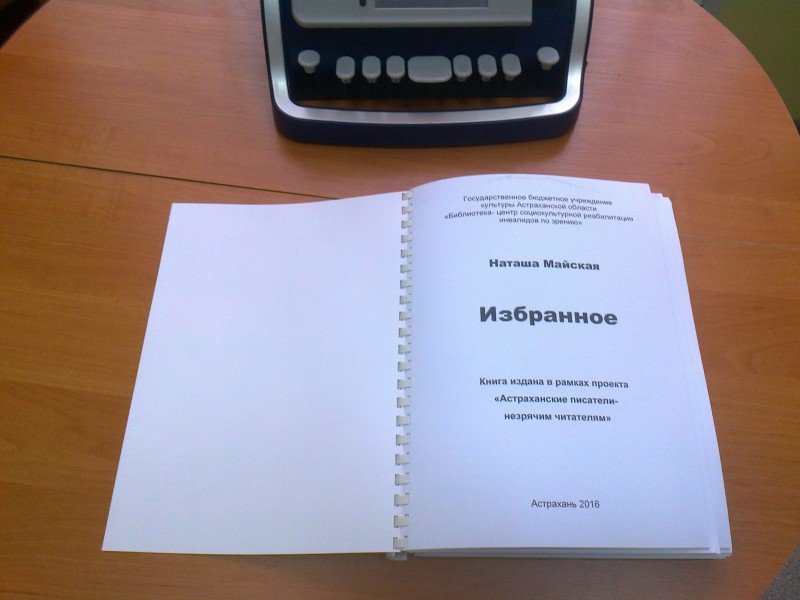 Государственное бюджетное учреждение
культуры Астраханской области
«Библиотека- центр социокультурной реабилитации
инвалидов по зрению»
Наташа Майская
Избранное
Книга издана в рамках проекта
«Астраханские писатели-
незрячим читателям»
Астрахань 2016